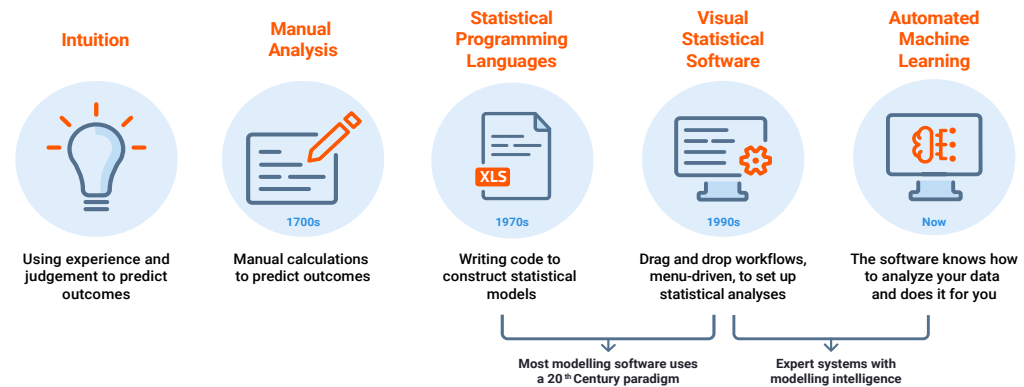 Intuition
Manual
Analysis
Statistical
Programming
Languages
Visual
Statistical
Software
Automated
Machine
Learning
XLS
1700s
1970s
1990s
Now
Using experience and
judgement to predict
outcomes
Manual calculations
to predict outcomes
Writing code to
construct statistical
models
Drag and drop workflows,
menu-driven, to set up
statistical analyses
The software knows how
to analyze your data
and does it for you
Most modelling software uses
a 20th Century paradigm
Expert systems with
modelling intelligence